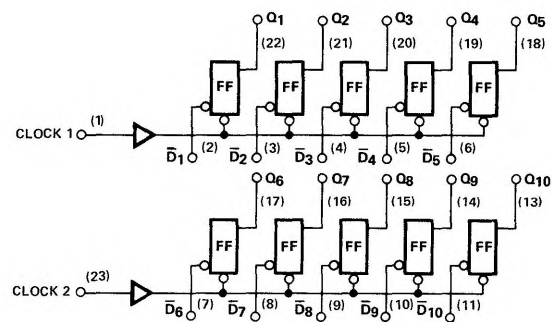 Q1 Q2 Q3 Q4 Q5
(22) (21) (20) (19) (18)
FF FF FF FF FF
(1)
CLOCK 1
D̅1 (2) D̅2 (3) D̅3 (4) D̅4 (5) D̅5 (6)
Q6 Q7 Q8 Q9 Q10
(17) (16) (15) (14) (13)
FF FF FF FF FF
(23)
CLOCK 2
D̅6 (7) D̅7 (8) D̅8 (9) D̅9 (10) D̅10 (11)